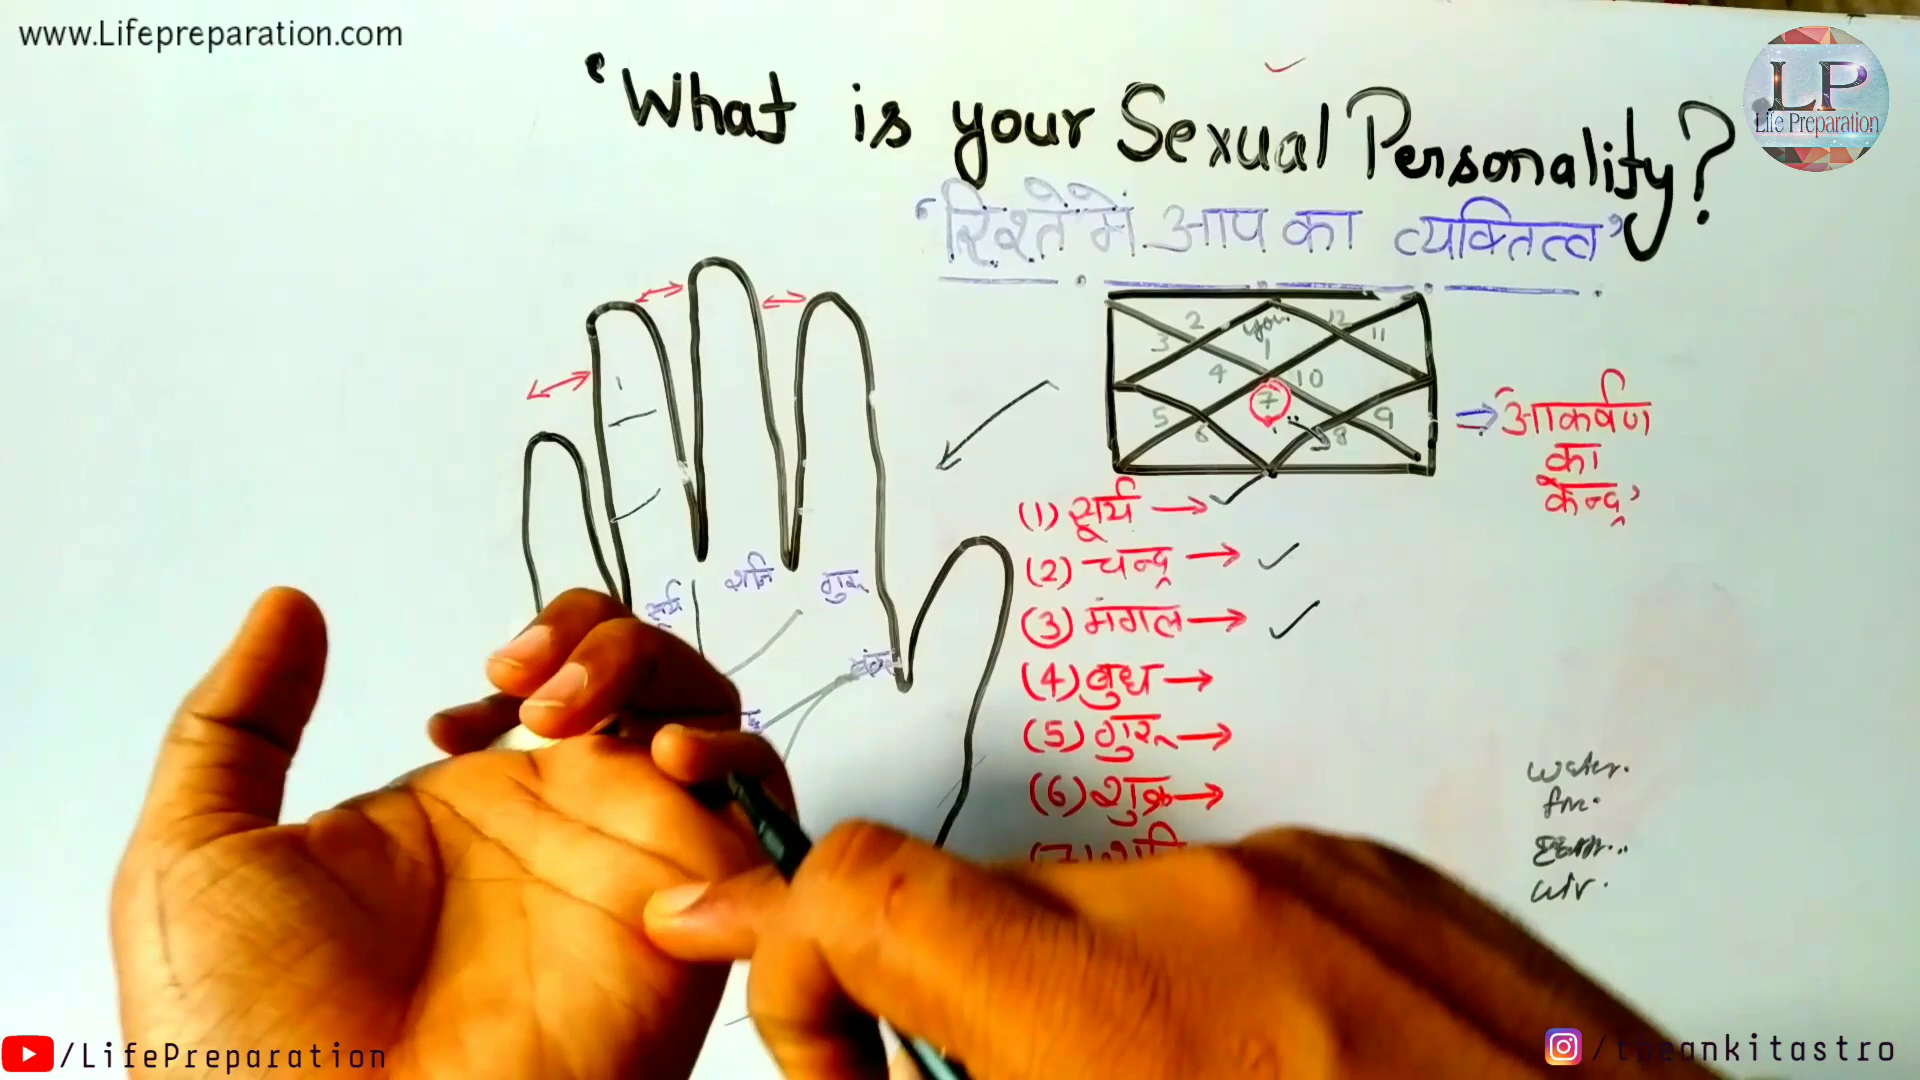 www.Lifepreparation.com
LP
Life Preparation
'What is your Sexual Personality?
'रिश्ते में आप का व्यक्तित्व'
2 you 12
3 1 11
4 10
5 7 9
6 8
=> आकर्षण
का
केन्द्र
(1) सूर्य →
(2) चन्द्र → ✓
(3) मंगल → ✓
(4) बुध →
(5) गुरू →
(6) शुक्र →
सूर्य शनि गुरू
water.
air.
/LifePreparation